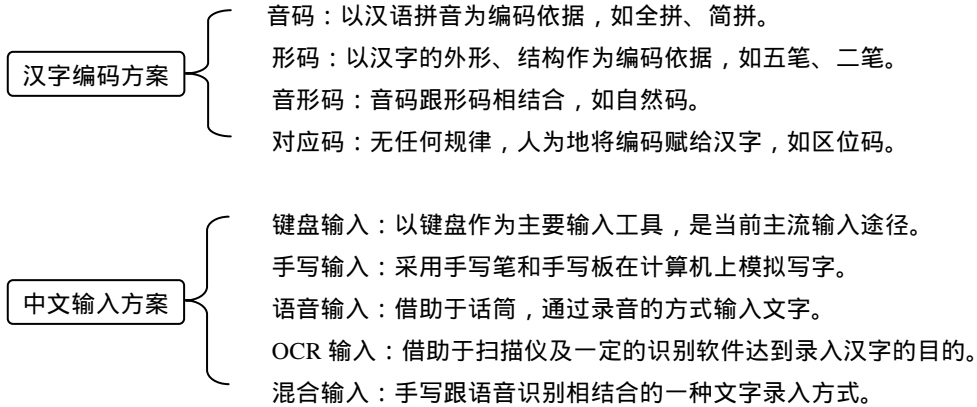 汉字编码方案
音码：以汉语拼音为编码依据，如全拼、简拼。
形码：以汉字的外形、结构作为编码依据，如五笔、二笔。
音形码：音码跟形码相结合，如自然码。
对应码：无任何规律，人为地将编码赋给汉字，如区位码。
中文输入方案
键盘输入：以键盘作为主要输入工具，是当前主流输入途径。
手写输入：采用手写笔和手写板在计算机上模拟写字。
语音输入：借助于话筒，通过录音的方式输入文字。
OCR 输入：借助于扫描仪及一定的识别软件达到录入汉字的目的。
混合输入：手写跟语音识别相结合的一种文字录入方式。